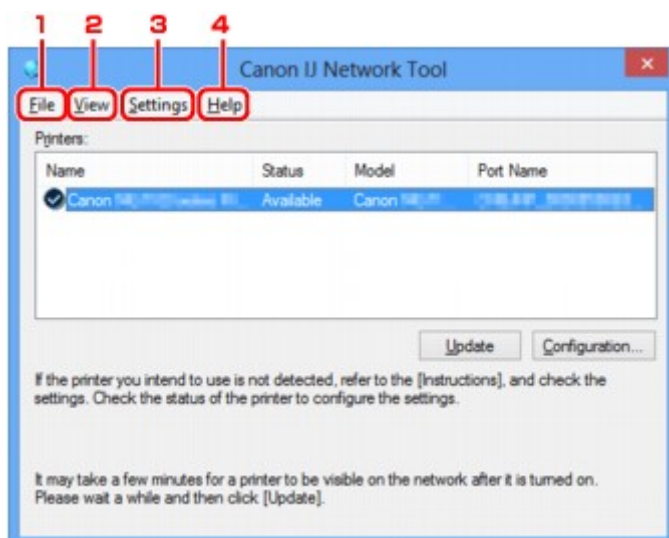 1 2 3 4
Canon IJ Network Tool
File View Settings Help
Printers:
Name Status Model Port Name
Canon Available Canon
Update Configuration...
If the printer you intend to use is not detected, refer to the [Instructions], and check the
settings. Check the status of the printer to configure the settings.
It may take a few minutes for a printer to be visible on the network after it is turned on.
Please wait a while and then click [Update].